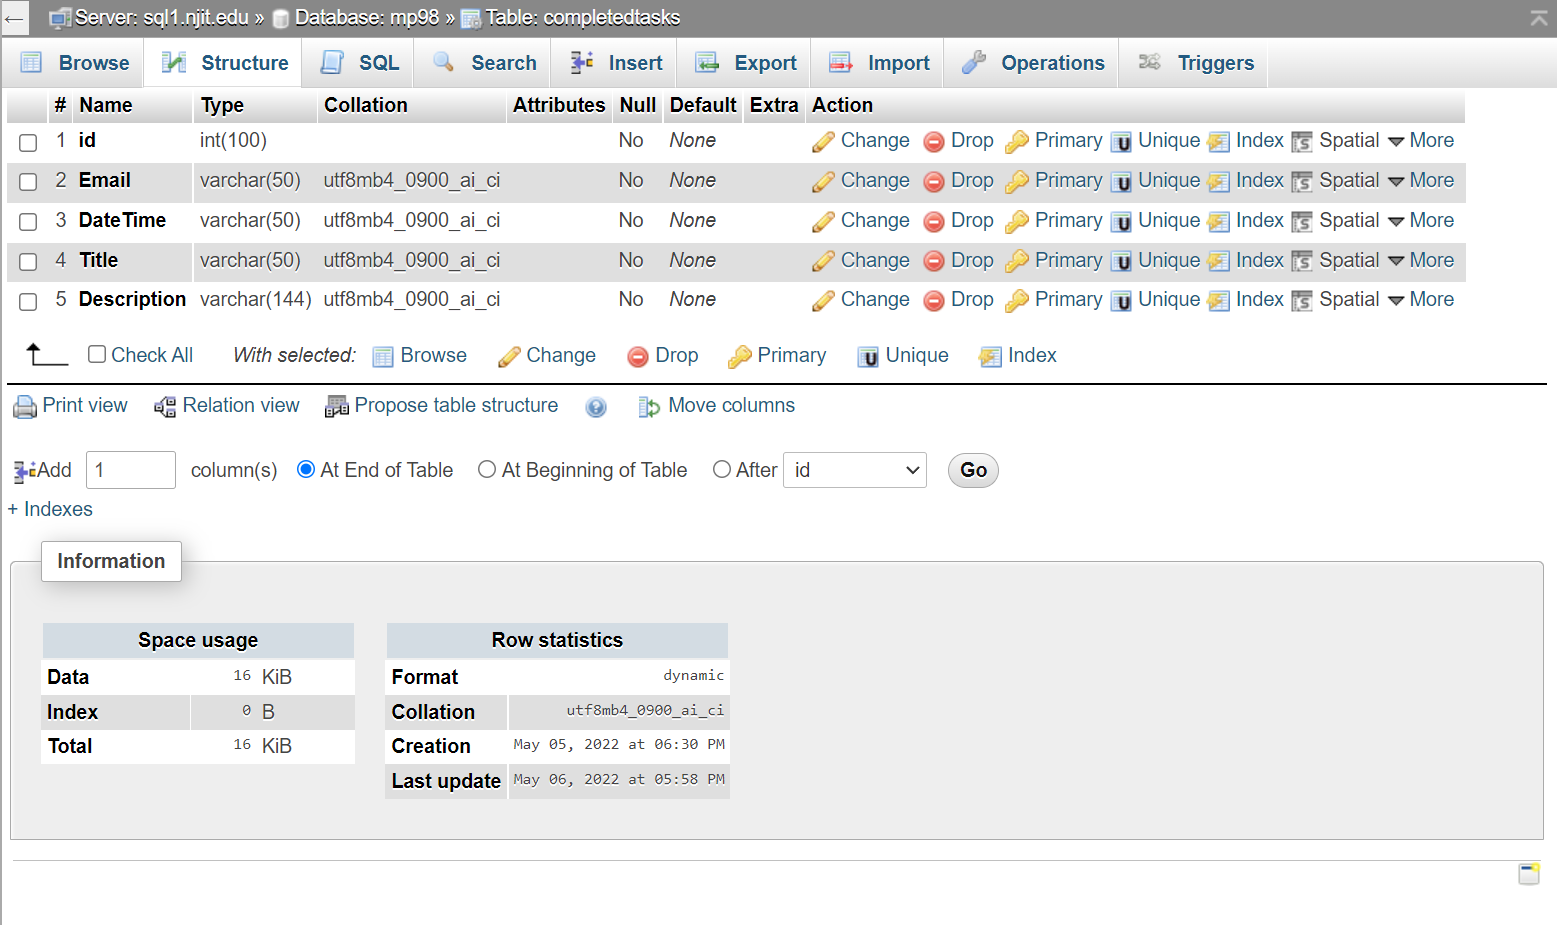 Server: sql1.njit.edu » Database: mp98 » Table: completedtasks
Browse Structure SQL Search Insert Export Import Operations Triggers
# Name Type Collation Attributes Null Default Extra Action
1 id int(100) No None Change Drop Primary Unique Index Spatial More
2 Email varchar(50) utf8mb4_0900_ai_ci No None Change Drop Primary Unique Index Spatial More
3 DateTime varchar(50) utf8mb4_0900_ai_ci No None Change Drop Primary Unique Index Spatial More
4 Title varchar(50) utf8mb4_0900_ai_ci No None Change Drop Primary Unique Index Spatial More
5 Description varchar(144) utf8mb4_0900_ai_ci No None Change Drop Primary Unique Index Spatial More
Check All With selected: Browse Change Drop Primary Unique Index
Print view Relation view Propose table structure Move columns
Add 1 column(s) At End of Table At Beginning of Table After id Go
+ Indexes
Information
Space usage
Data 16 KiB
Index 0 B
Total 16 KiB
Row statistics
Format dynamic
Collation utf8mb4_0900_ai_ci
Creation May 05, 2022 at 06:30 PM
Last update May 06, 2022 at 05:58 PM